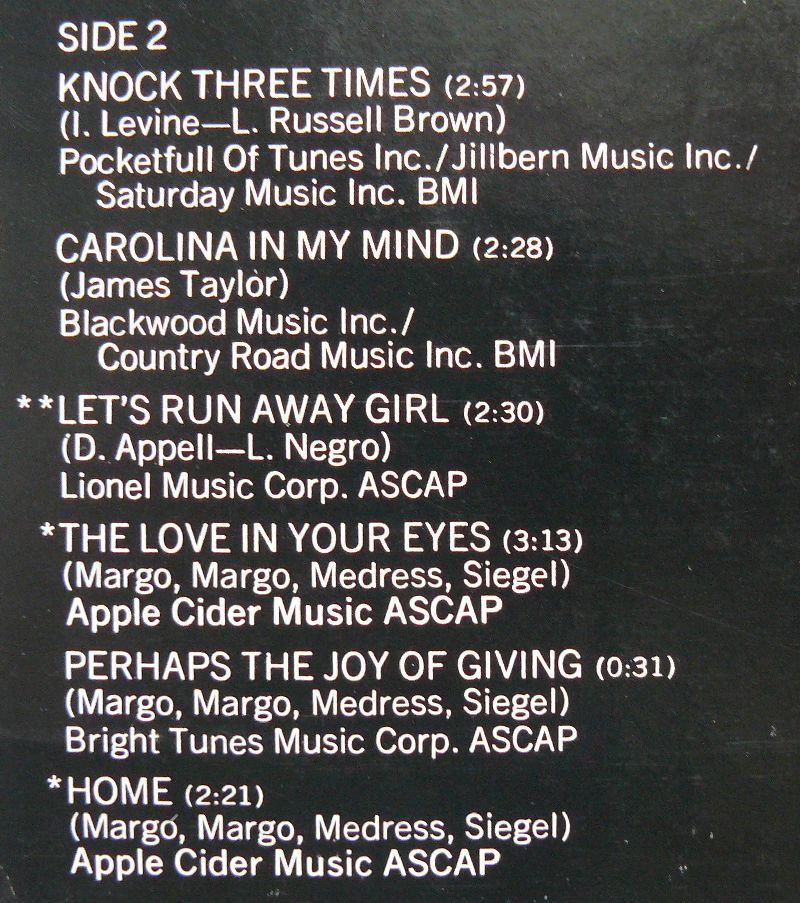 SIDE 2
KNOCK THREE TIMES (2:57)
(I. Levine—L. Russell Brown)
Pocketfull Of Tunes Inc./Jillbern Music Inc./
Saturday Music Inc. BMI
CAROLINA IN MY MIND (2:28)
(James Taylor)
Blackwood Music Inc./
Country Road Music Inc. BMI
**LET'S RUN AWAY GIRL (2:30)
(D. Appell—L. Negro)
Lionel Music Corp. ASCAP
*THE LOVE IN YOUR EYES (3:13)
(Margo, Margo, Medress, Siegel)
Apple Cider Music ASCAP
PERHAPS THE JOY OF GIVING (0:31)
(Margo, Margo, Medress, Siegel)
Bright Tunes Music Corp. ASCAP
*HOME (2:21)
(Margo, Margo, Medress, Siegel)
Apple Cider Music ASCAP